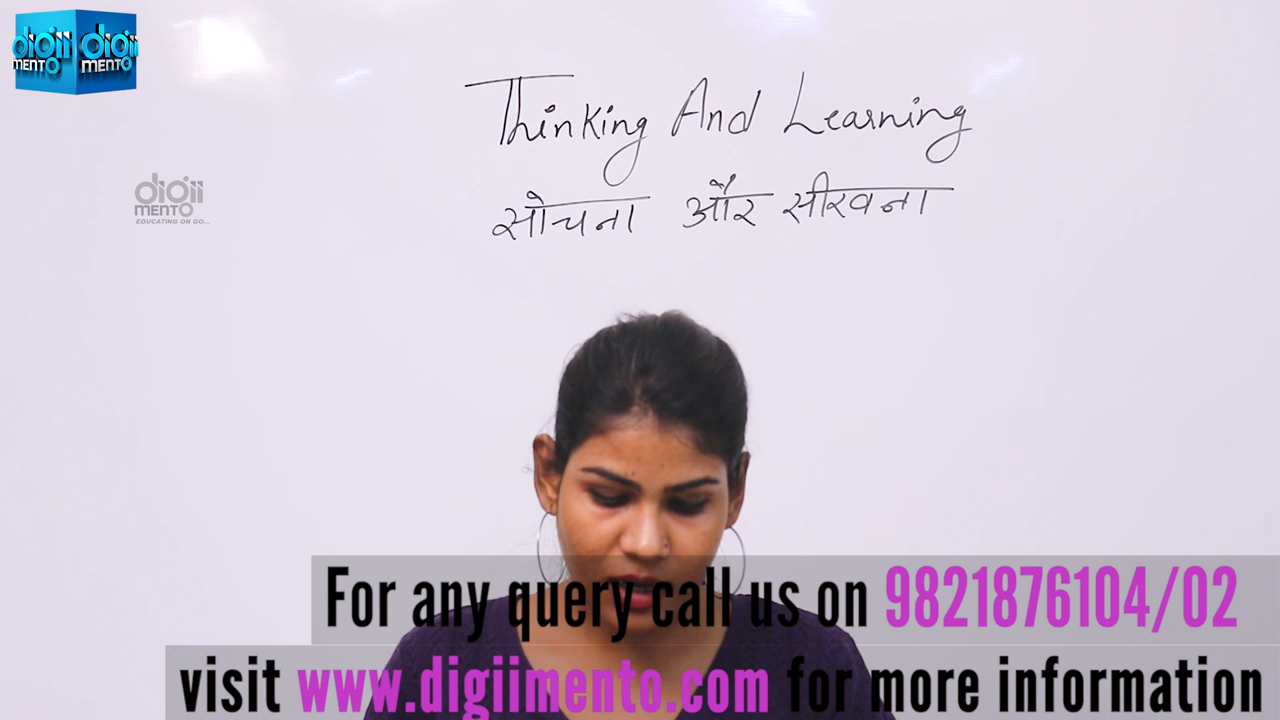 digii digii
MENTO MENTO
Thinking And Learning
सोचना और सीखना
digii
MENTO
EDUCATING ON GO...
For any query call us on 9821876104/02
visit www.digiimento.com for more information